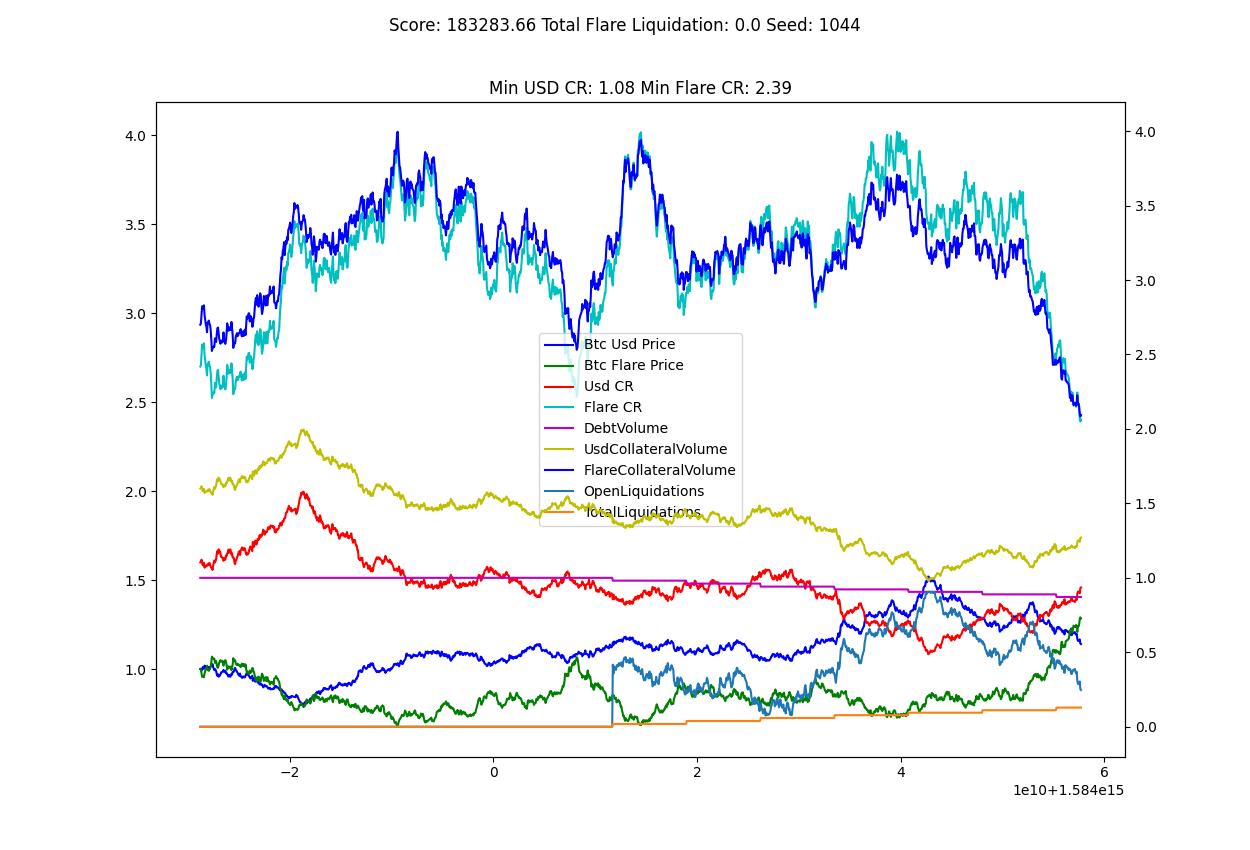 Score: 183283.66 Total Flare Liquidation: 0.0 Seed: 1044
Min USD CR: 1.08 Min Flare CR: 2.39
4.0
3.5
3.0
2.5
2.0
1.5
1.0
4.0
3.5
3.0
2.5
2.0
1.5
1.0
0.5
0.0
Btc Usd Price
Btc Flare Price
Usd CR
Flare CR
DebtVolume
UsdCollateralVolume
FlareCollateralVolume
OpenLiquidations
TotalLiquidations
−2 0 2 4 6
1e10+1.584e15